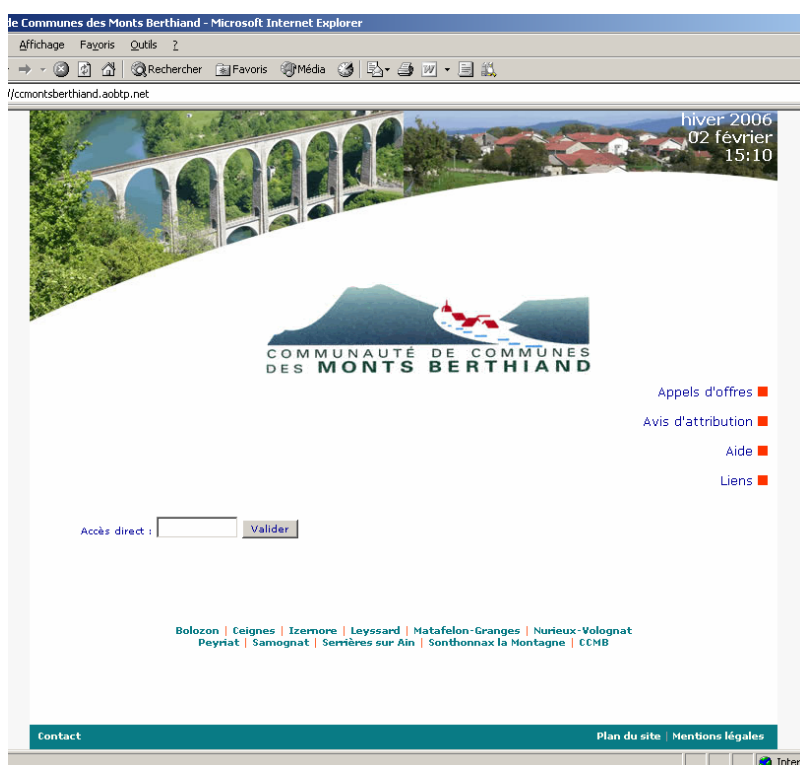 de Communes des Monts Berthiand - Microsoft Internet Explorer
Affichage Favoris Outils ?
Rechercher Favoris Média
//ccmontsberthiand.aobtp.net
hiver 2006
02 février
15:10
COMMUNAUTÉ DE COMMUNES
DES MONTS BERTHIAND
Appels d'offres
Avis d'attribution
Aide
Liens
Accès direct : Valider
Bolozon | Ceignes | Izernore | Leyssard | Matafelon-Granges | Nurieux-Volognat
Peyriat | Samognat | Serrières sur Ain | Sonthonnax la Montagne | CCMB
Contact Plan du site | Mentions légales
Inter